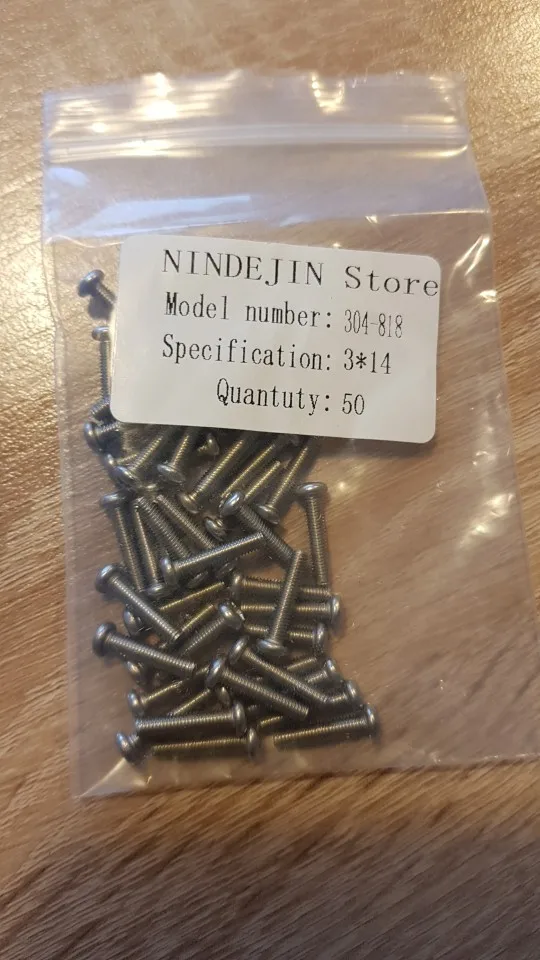 NINDEJIN Store
Model number: 304-818
Specification: 3*14
Quantuty: 50